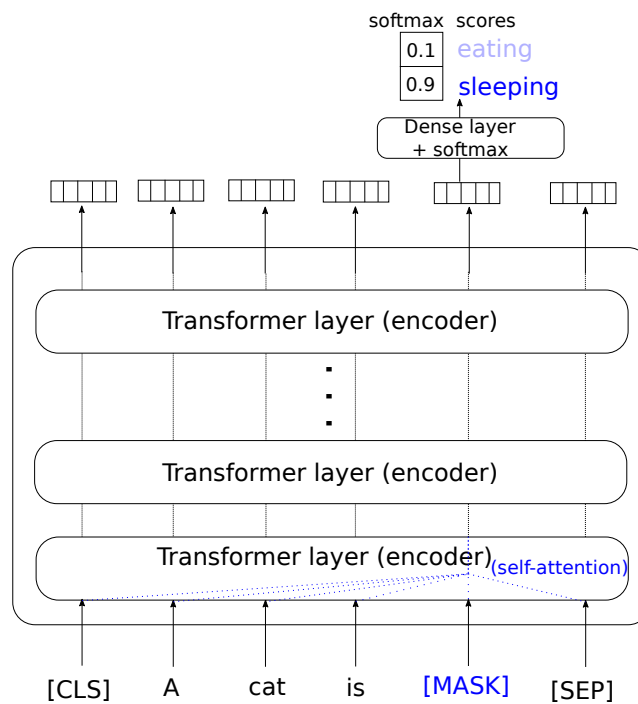 softmax scores
0.1 eating
0.9 sleeping
Dense layer
+ softmax
Transformer layer (encoder)
Transformer layer (encoder)
Transformer layer (encoder)
(self-attention)
[CLS] A cat is [MASK] [SEP]